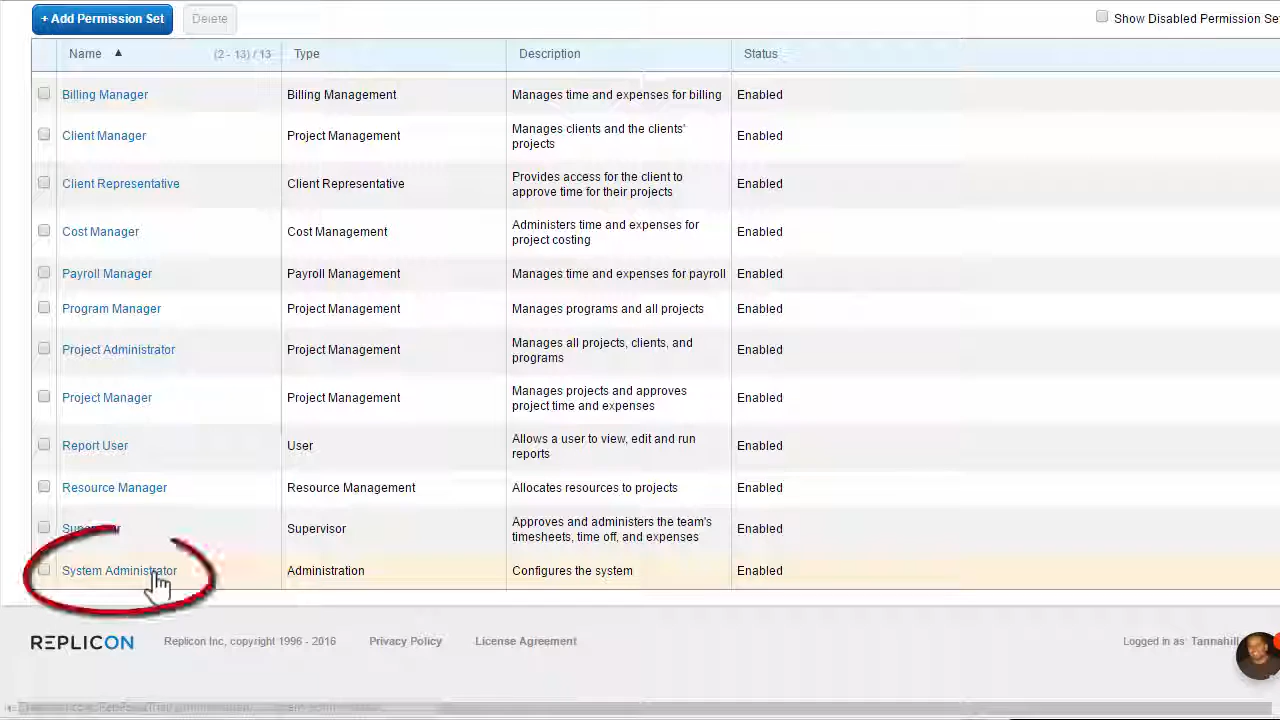 + Add Permission Set
Delete
Show Disabled Permission Se
Name ▲ (2 - 13) / 13 Type Description Status
Billing Manager Billing Management Manages time and expenses for billing Enabled
Client Manager Project Management Manages clients and the clients'
projects Enabled
Client Representative Client Representative Provides access for the client to
approve time for their projects Enabled
Cost Manager Cost Management Administers time and expenses for
project costing Enabled
Payroll Manager Payroll Management Manages time and expenses for payroll Enabled
Program Manager Project Management Manages programs and all projects Enabled
Project Administrator Project Management Manages all projects, clients, and
programs Enabled
Project Manager Project Management Manages projects and approves
project time and expenses Enabled
Report User User Allows a user to view, edit and run
reports Enabled
Resource Manager Resource Management Allocates resources to projects Enabled
Supervisor Supervisor Approves and administers the team's
timesheets, time off, and expenses Enabled
System Administrator Administration Configures the system Enabled
REPLICON Replicon Inc, copyright 1996 - 2016 Privacy Policy License Agreement Logged in as Tannahill